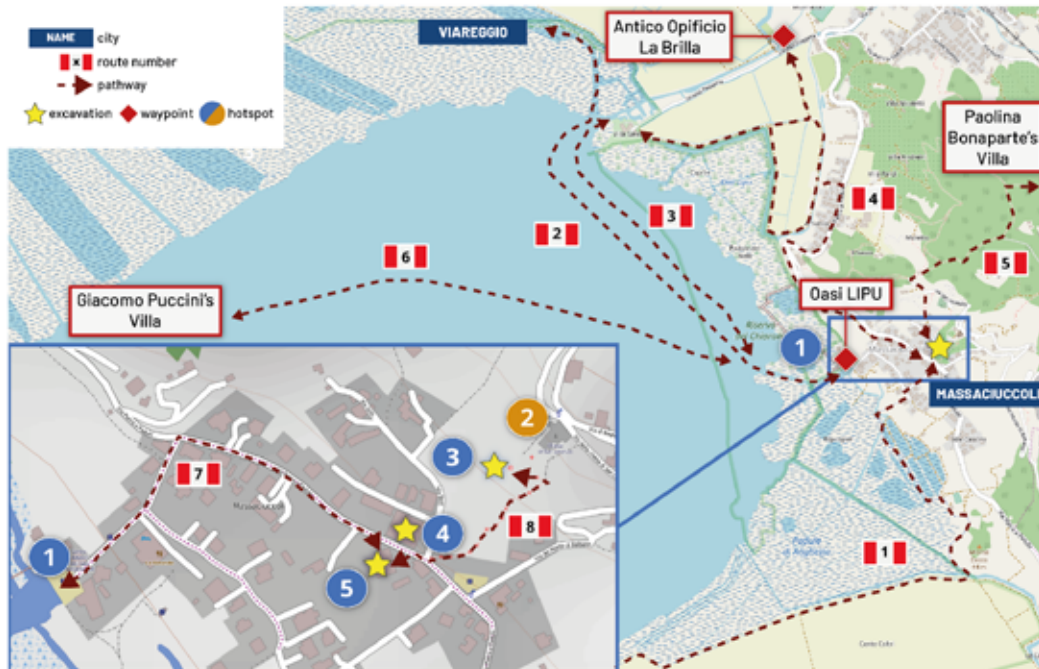 NAME city
x route number
pathway
excavation waypoint hotspot
VIAREGGIO
Antico Opificio
La Brilla
Paolina
Bonaparte's
Villa
4
3
2
5
6
Oasi LIPU
Giacomo Puccini's
Villa
1
MASSACIUCCOLI
2
3
7
Massaciuccoli
4
8
1
5
1